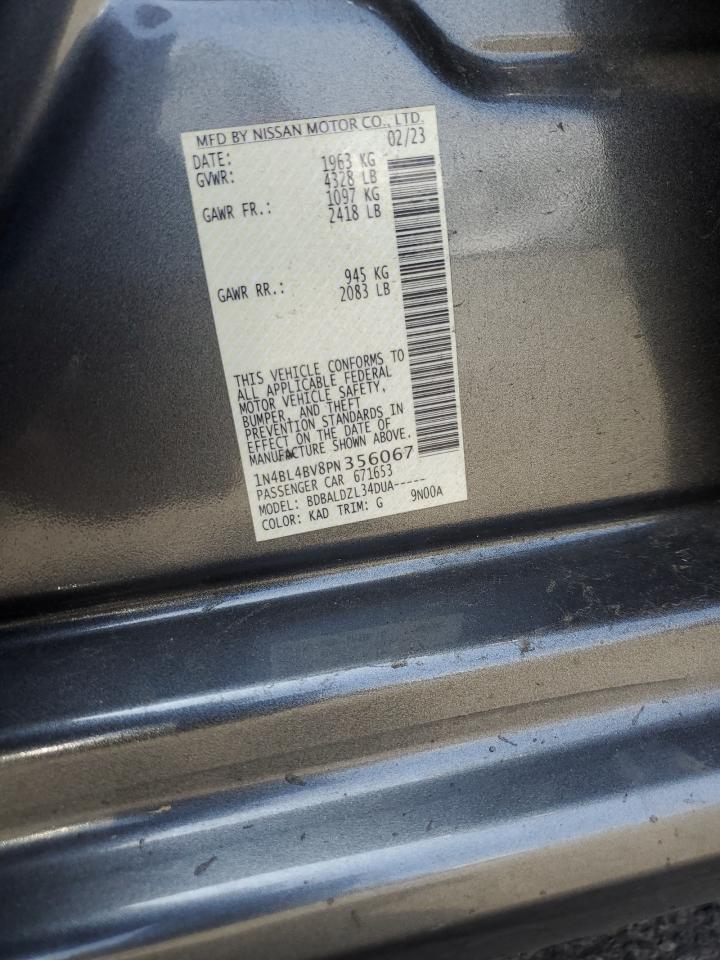 MFD BY NISSAN MOTOR CO., LTD.
DATE: 02/23
GVWR: 1963 KG
4328 LB
GAWR FR.: 1097 KG
2418 LB
GAWR RR.: 945 KG
2083 LB
THIS VEHICLE CONFORMS TO
ALL APPLICABLE FEDERAL
MOTOR VEHICLE SAFETY,
BUMPER, AND THEFT
PREVENTION STANDARDS IN
EFFECT ON THE DATE OF
MANUFACTURE SHOWN ABOVE.
1N4BL4BV8PN356067
PASSENGER CAR 671653
MODEL: BDBALDZL34DUA-----
COLOR: KAD TRIM: G 9N00A